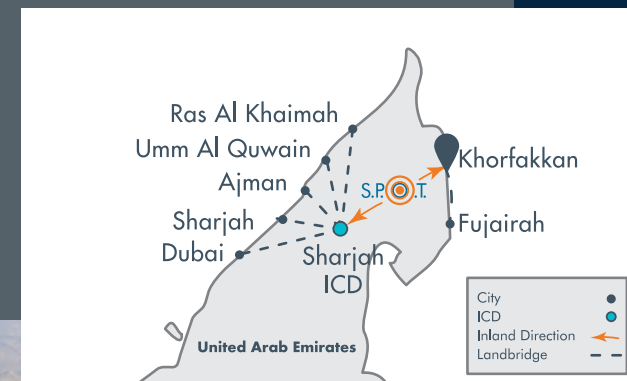 Ras Al Khaimah
Umm Al Quwain
Khorfakkan
Ajman
S.P.O.T.
Sharjah
Fujairah
Dubai
Sharjah
ICD
City
ICD
Inland Direction
Landbridge
United Arab Emirates